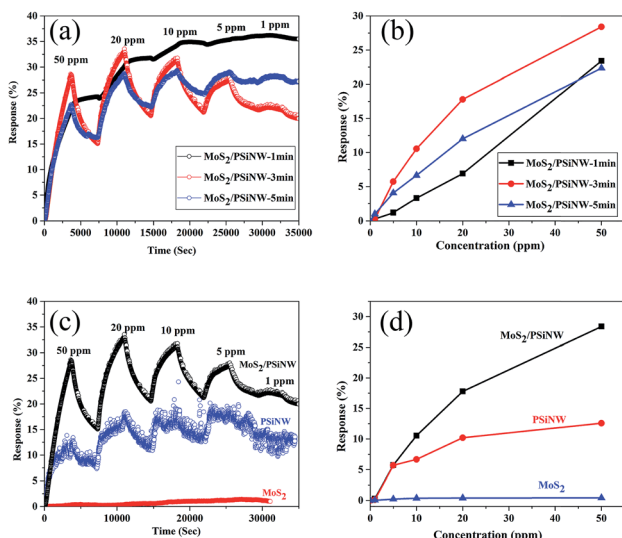 (a)
50 ppm
20 ppm
10 ppm
5 ppm
1 ppm
MoS2/PSiNW-1min
MoS2/PSiNW-3min
MoS2/PSiNW-5min
Response (%)
40
35
30
25
20
15
10
5
0
0 5000 10000 15000 20000 25000 30000 35000
Time (Sec)
(b)
MoS2/PSiNW-1min
MoS2/PSiNW-3min
MoS2/PSiNW-5min
Response (%)
30
25
20
15
10
5
0
0 10 20 30 40 50
Concentration (ppm)
(c)
50 ppm
20 ppm
10 ppm
5 ppm
1 ppm
MoS2/PSiNW
PSiNW
MoS2
Response (%)
40
35
30
25
20
15
10
5
0
0 10000 20000 30000
Time (Sec)
(d)
MoS2/PSiNW
PSiNW
MoS2
Response (%)
30
25
20
15
10
5
0
0 10 20 30 40 50
Concentration (ppm)